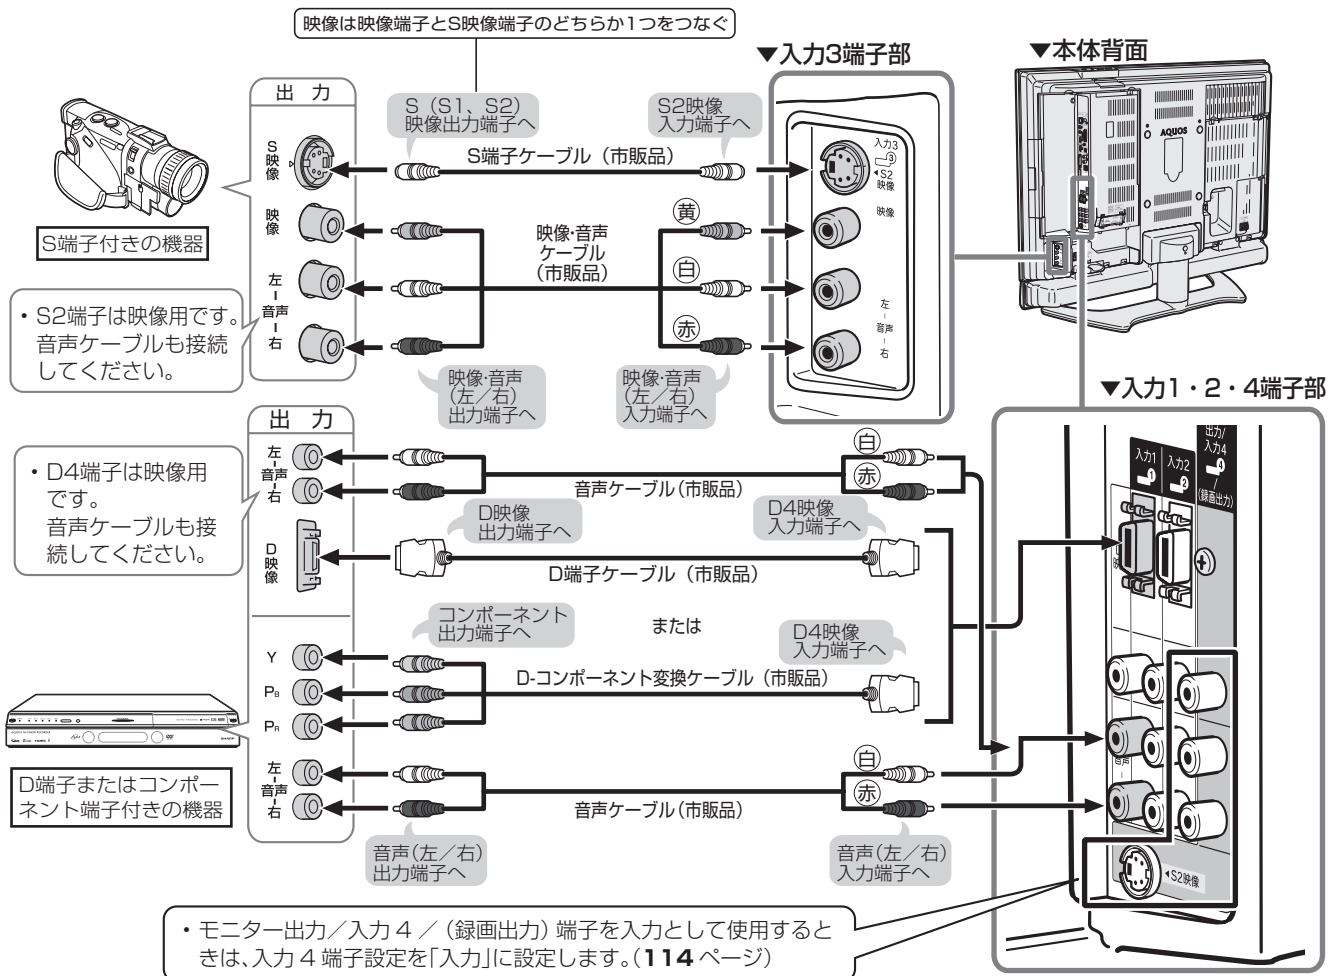 映像は映像端子とS映像端子のどちらか1つをつなぐ
▼入力3端子部
▼本体背面
出 力
S（S1、S2）
映像出力端子へ
S2映像
入力端子へ
S端子ケーブル（市販品）
S映像
映像
左
音声
右
入力3
3
◀S2
映像
映像
左
音声
右
AQUOS
S端子付きの機器
映像・音声
ケーブル
（市販品）
黄
白
赤
・S2端子は映像用です。
音声ケーブルも接続
してください。
映像・音声
（左／右）
出力端子へ
映像・音声
（左／右）
入力端子へ
▼入力1・2・4端子部
出 力
左
音声
右
・D4端子は映像用
です。
音声ケーブルも接
続してください。
白
赤
音声ケーブル（市販品）
D映像
D映像
出力端子へ
D4映像
入力端子へ
D端子ケーブル（市販品）
コンポーネント
出力端子へ
または
D4映像
入力端子へ
Y
PB
PR
D-コンポーネント変換ケーブル（市販品）
左
音声
右
白
赤
音声ケーブル（市販品）
D端子またはコンポー
ネント端子付きの機器
音声（左／右）
出力端子へ
音声（左／右）
入力端子へ
入力1
1
入力2
2
出力/
入力4
4
/
(録画出力)
音声
◀S2映像
・モニター出力／入力 4 ／（録画出力）端子を入力として使用すると
きは、入力 4 端子設定を「入力」に設定します。（114 ページ）